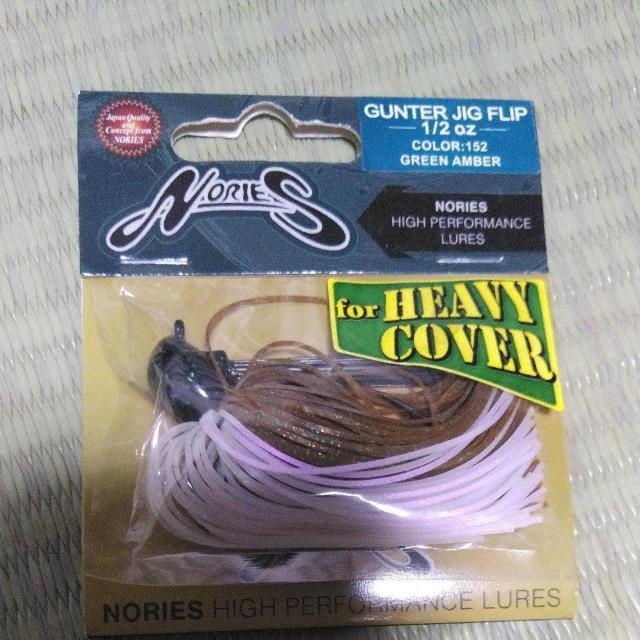 Japan Quality
and
Concept from
NORIES
GUNTER JIG FLIP
1/2 oz
COLOR:152
GREEN AMBER
NORIES
NORIES
HIGH PERFORMANCE
LURES
for HEAVY
COVER
NORIES HIGH PERFORMANCE LURES